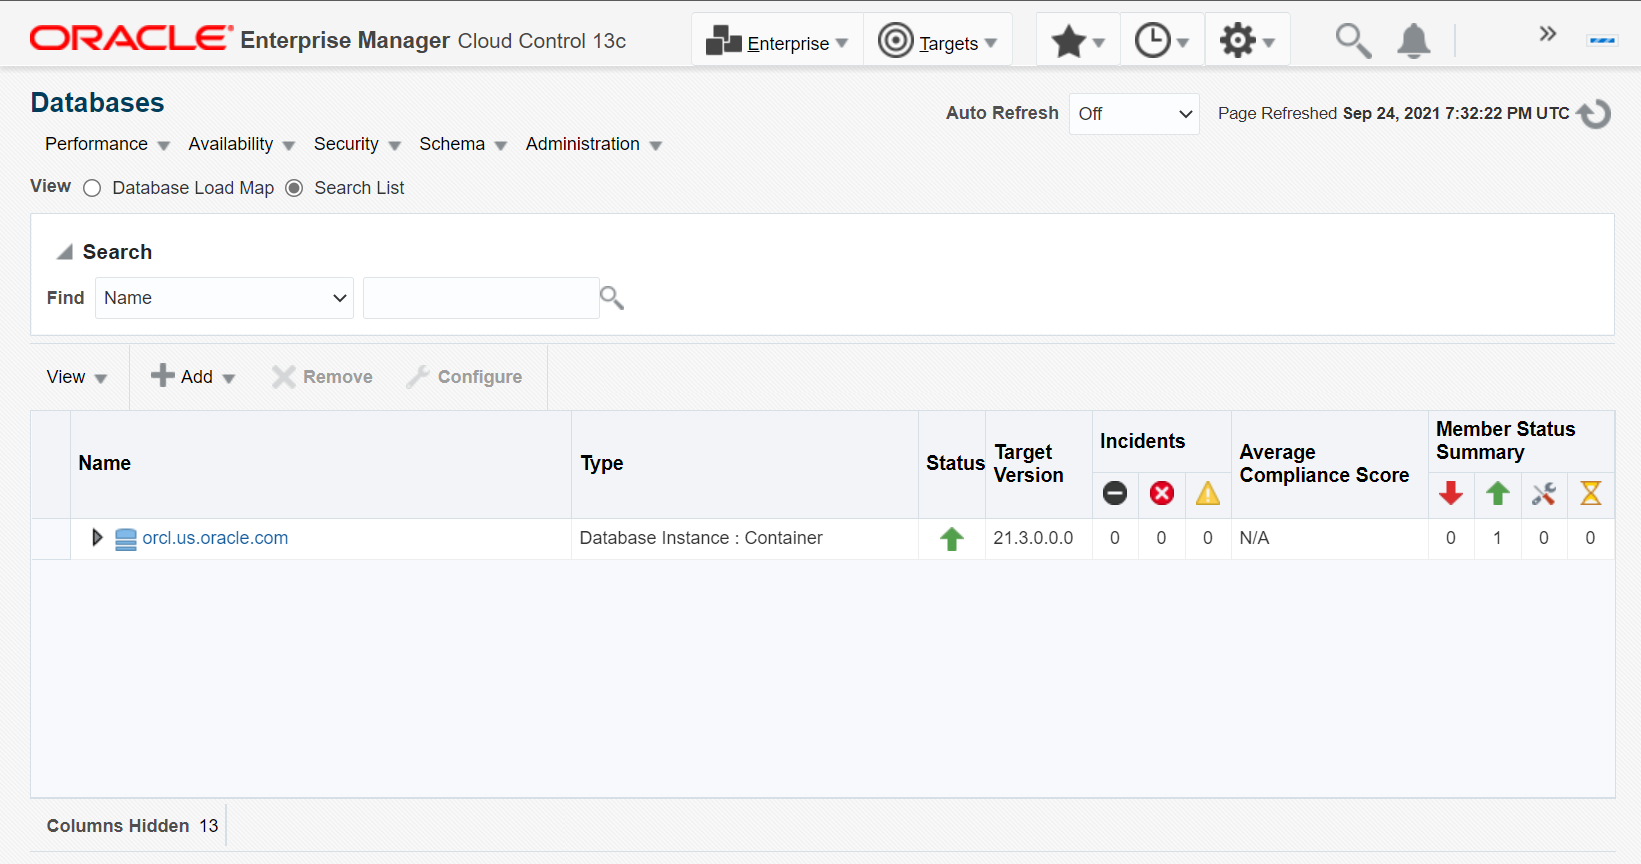 ORACLE® Enterprise Manager Cloud Control 13c
Enterprise
Targets
Databases
Auto Refresh Off
Page Refreshed Sep 24, 2021 7:32:22 PM UTC
Performance Availability Security Schema Administration
View Database Load Map Search List
Search
Find Name
View Add Remove Configure
Name Type Status Target Version Incidents Average Compliance Score Member Status Summary
orcl.us.oracle.com Database Instance : Container 21.3.0.0.0 0 0 0 N/A 0 1 0 0
Columns Hidden 13